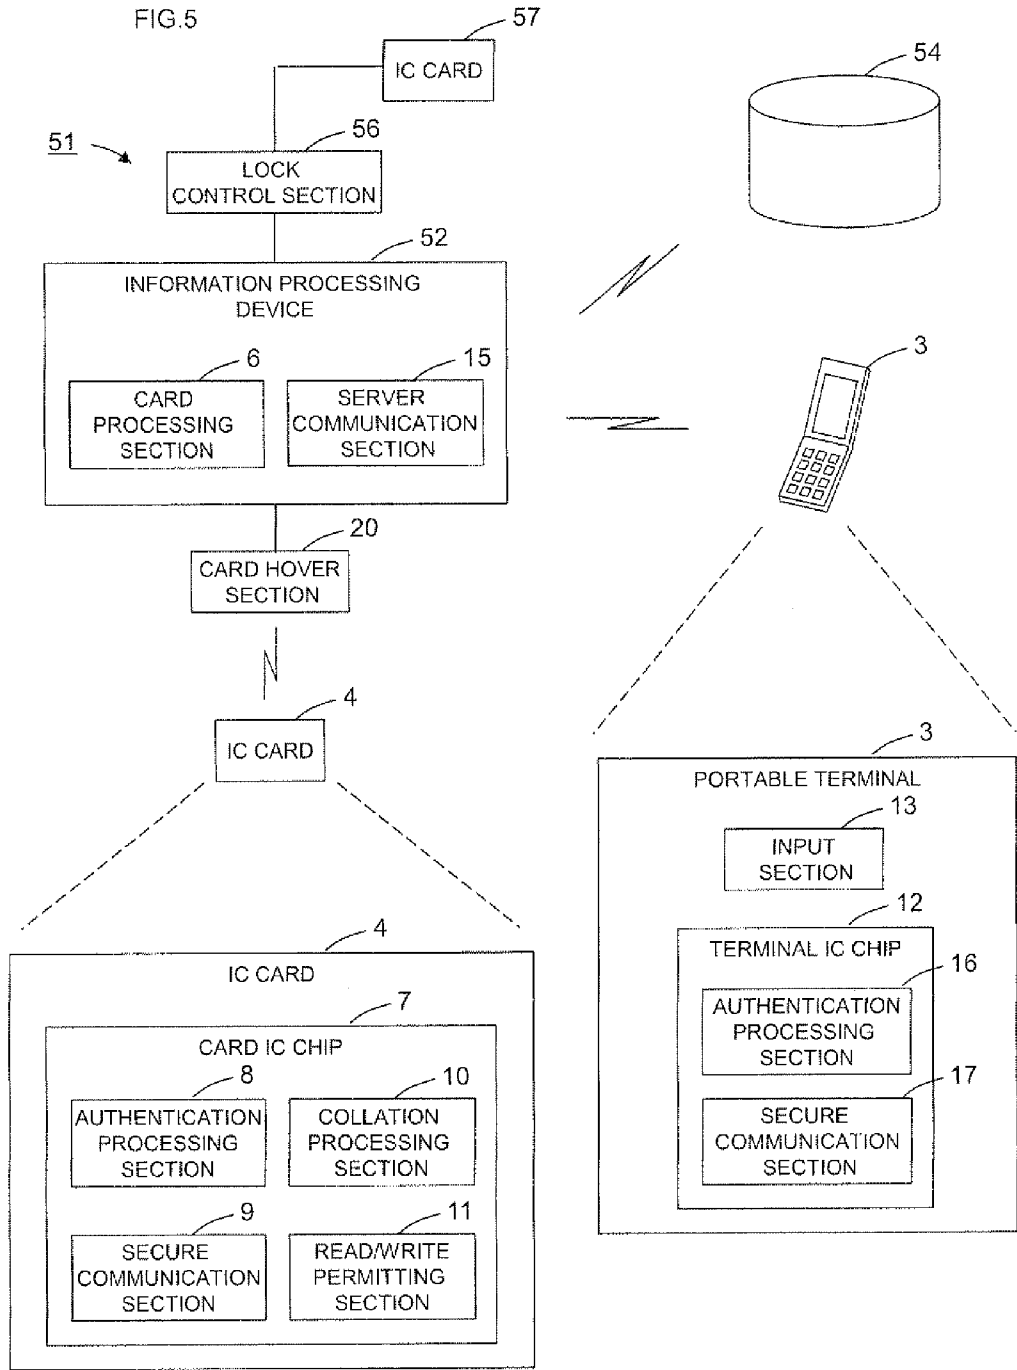 FIG.5
57
IC CARD
54
51
56
LOCK
CONTROL SECTION
52
INFORMATION PROCESSING
DEVICE
6
CARD
PROCESSING
SECTION
15
SERVER
COMMUNICATION
SECTION
3
20
CARD HOVER
SECTION
4
IC CARD
3
PORTABLE TERMINAL
13
INPUT
SECTION
12
TERMINAL IC CHIP
16
AUTHENTICATION
PROCESSING
SECTION
17
SECURE
COMMUNICATION
SECTION
4
IC CARD
7
CARD IC CHIP
8
AUTHENTICATION
PROCESSING
SECTION
10
COLLATION
PROCESSING
SECTION
9
SECURE
COMMUNICATION
SECTION
11
READ/WRITE
PERMITTING
SECTION